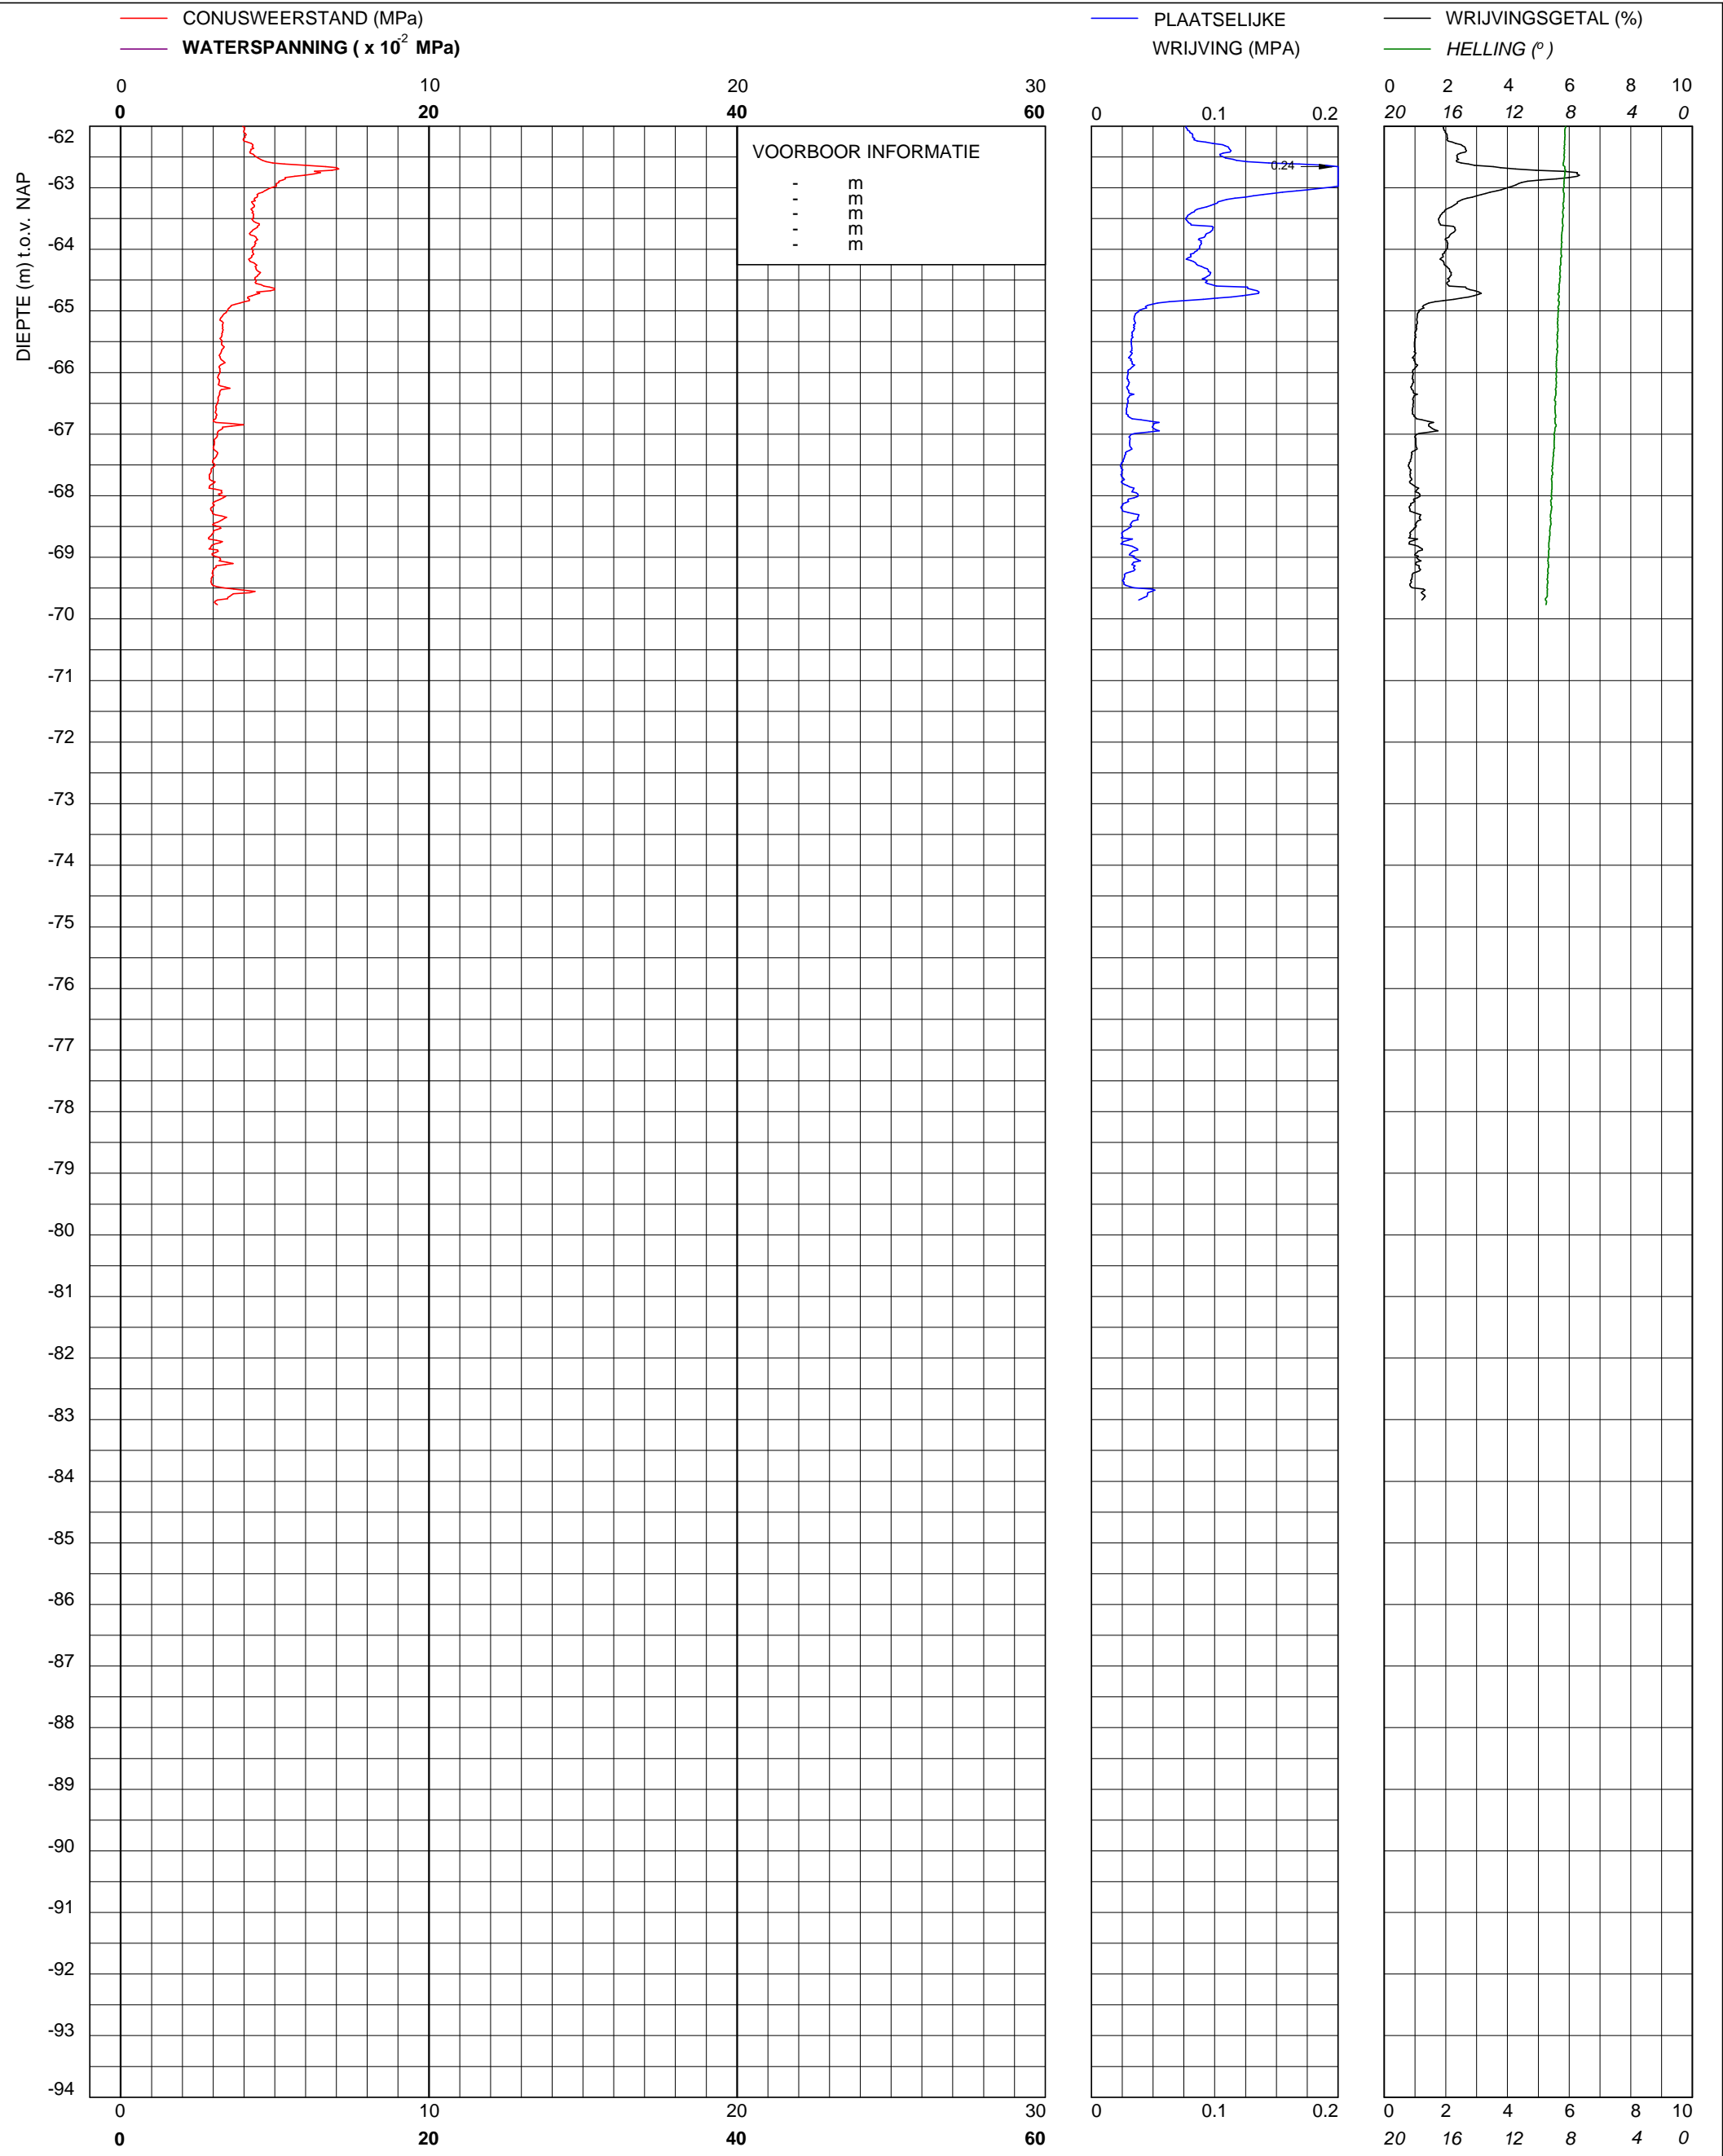 CONUSWEERSTAND (MPa)
WATERSPANNING ( x 10-2 MPa)
PLAATSELIJKE
WRIJVING (MPA)
WRIJVINGSGETAL (%)
HELLING (º )
0 10 20 30
0 20 40 60
0 0.1 0.2
0 2 4 6 8 10
20 16 12 8 4 0
DIEPTE (m) t.o.v. NAP
VOORBOOR INFORMATIE
- m
- m
- m
- m
- m
0.24
-62
-63
-64
-65
-66
-67
-68
-69
-70
-71
-72
-73
-74
-75
-76
-77
-78
-79
-80
-81
-82
-83
-84
-85
-86
-87
-88
-89
-90
-91
-92
-93
-94
0 10 20 30
0 20 40 60
0 0.1 0.2
0 2 4 6 8 10
20 16 12 8 4 0